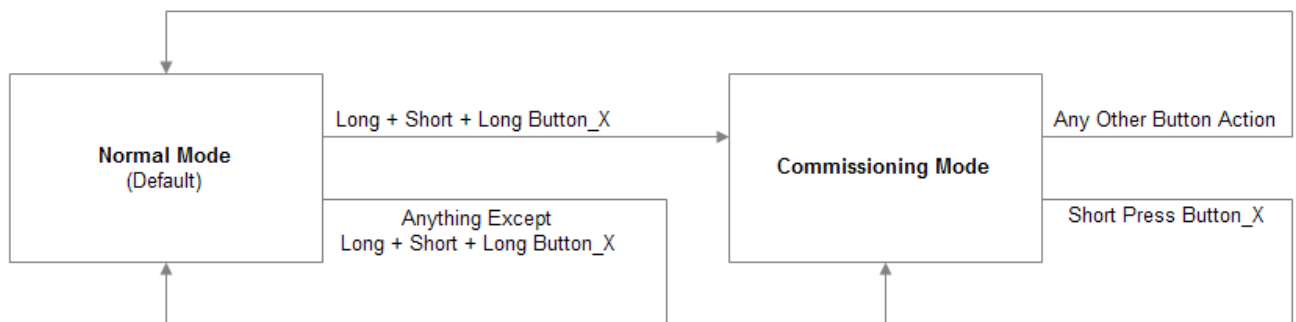 Long + Short + Long Button_X
Any Other Button Action
Normal Mode
(Default)
Commissioning Mode
Anything Except
Long + Short + Long Button_X
Short Press Button_X